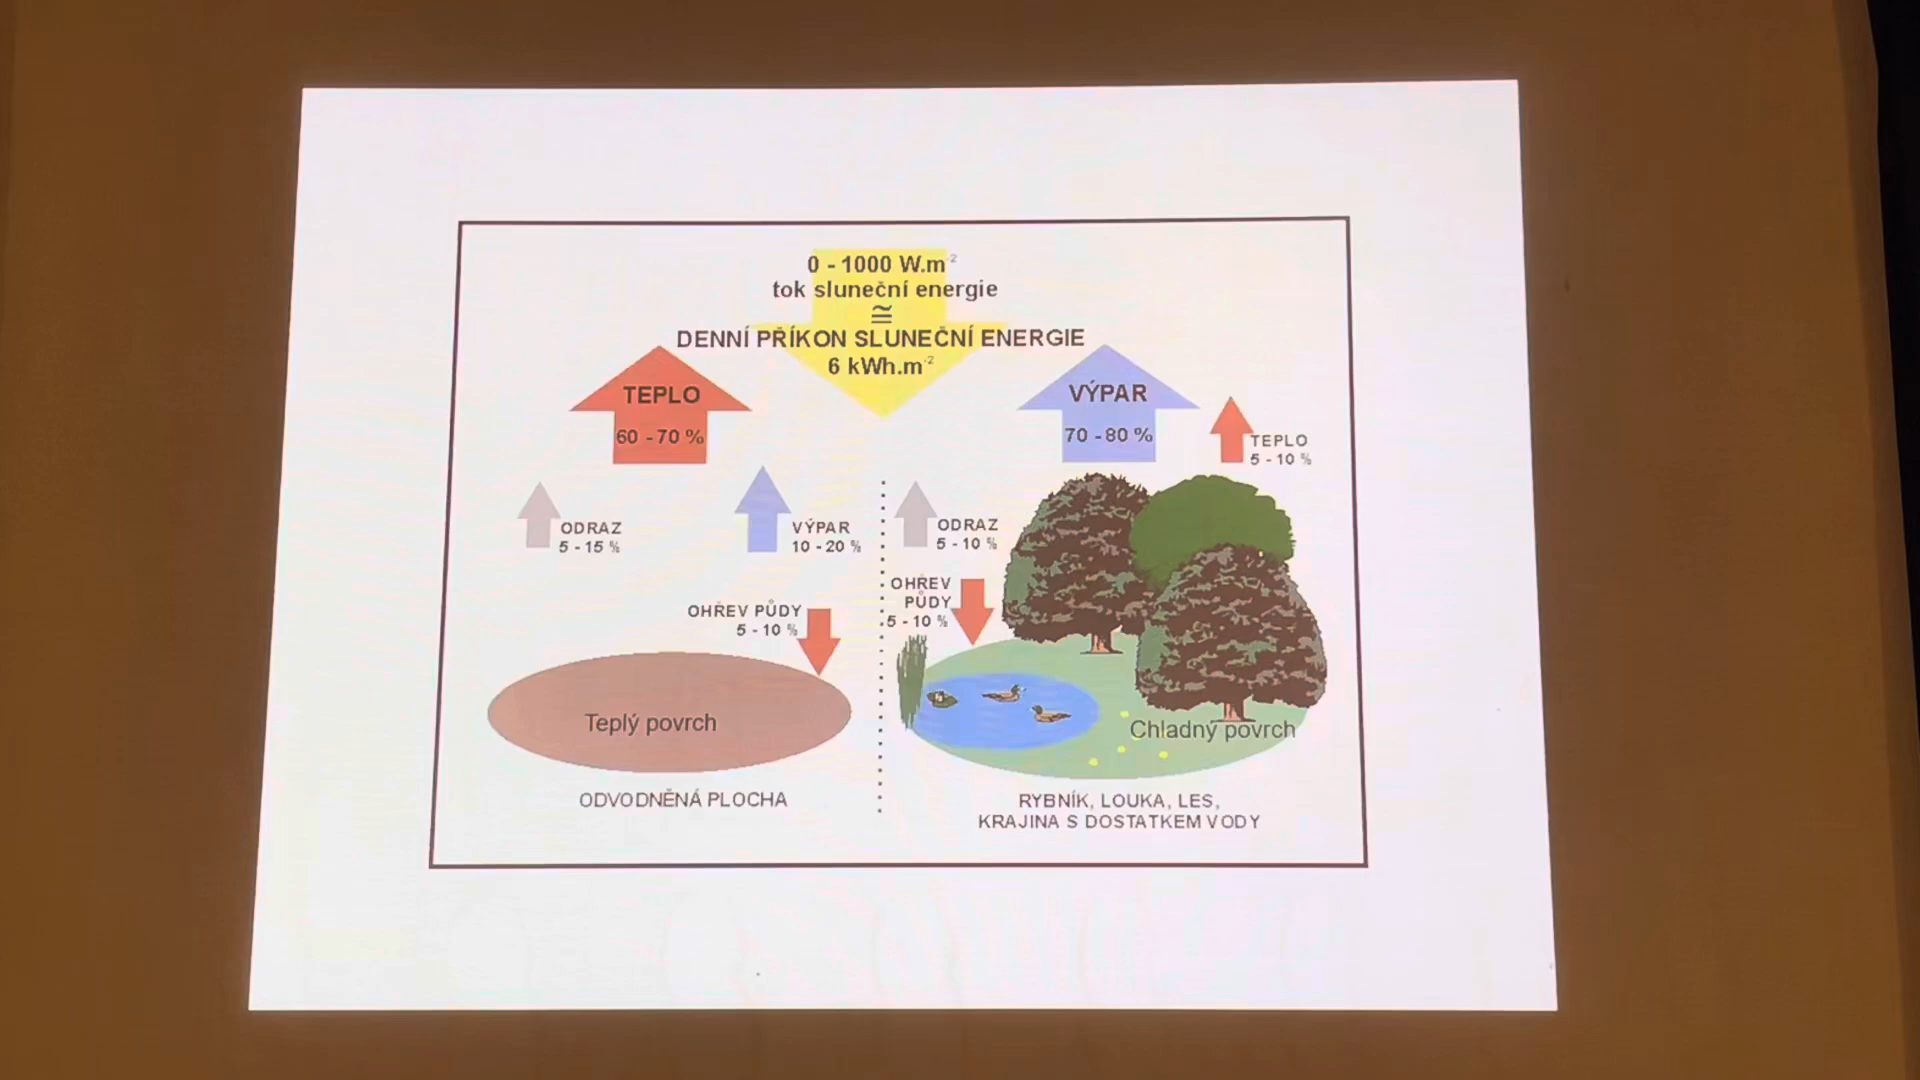 0 - 1000 W.m-2
tok sluneční energie
≅
DENNÍ PŘÍKON SLUNEČNÍ ENERGIE
6 kWh.m-2
TEPLO
60 - 70 %
ODRAZ
5 - 15 %
VÝPAR
10 - 20 %
OHŘEV PŮDY
5 - 10 %
Teplý povrch
ODVODNĚNÁ PLOCHA
VÝPAR
70 - 80 %
TEPLO
5 - 10 %
ODRAZ
5 - 10 %
OHŘEV
PŮDY
5 - 10 %
Chladný povrch
RYBNÍK, LOUKA, LES,
KRAJINA S DOSTATKEM VODY